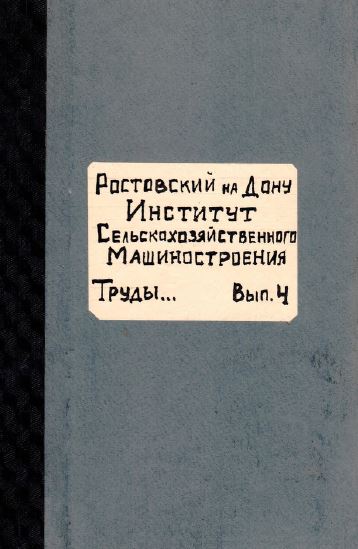 Ростовский на Дону
Институт
Сельскохозяйственного
Машиностроения
Труды... Вып. 4